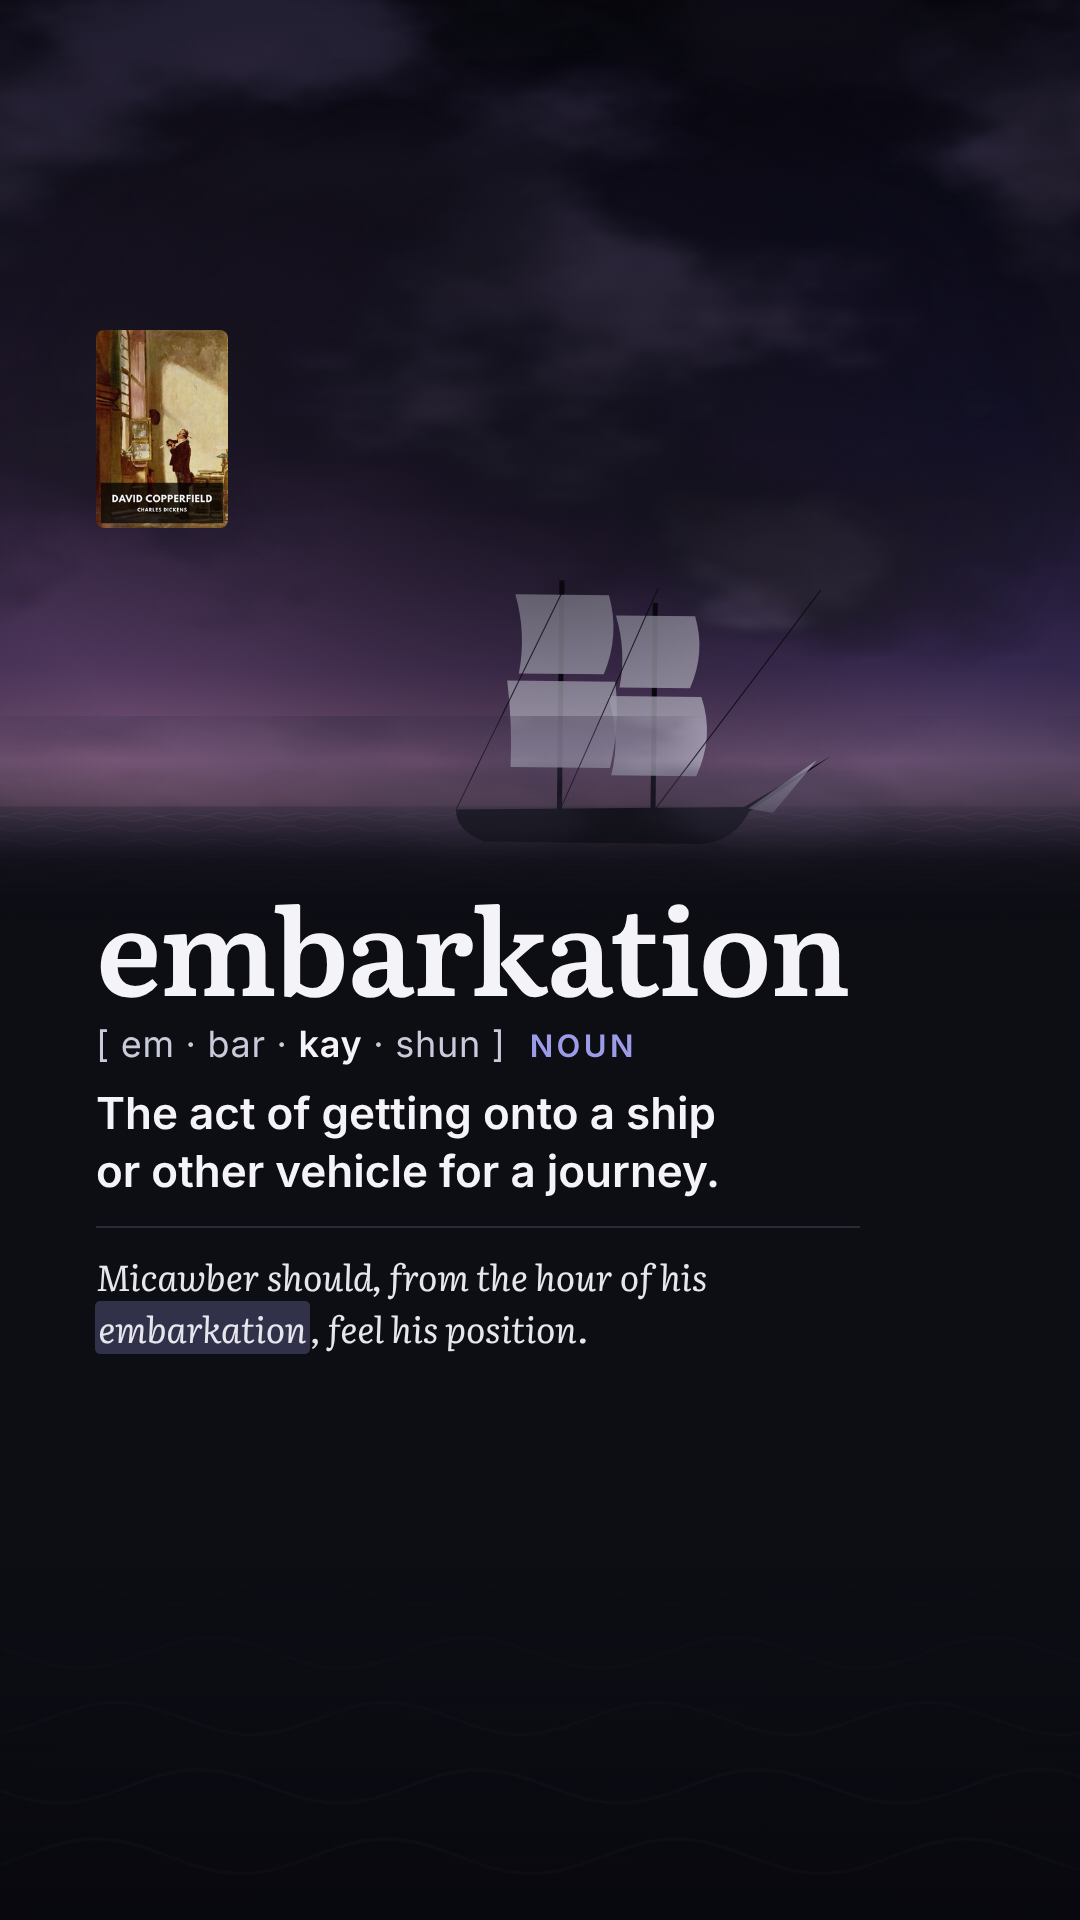 DAVID COPPERFIELD
CHARLES DICKENS
embarkation
[ em · bar · kay · shun ] NOUN
The act of getting onto a ship
or other vehicle for a journey.
Micawber should, from the hour of his
embarkation, feel his position.